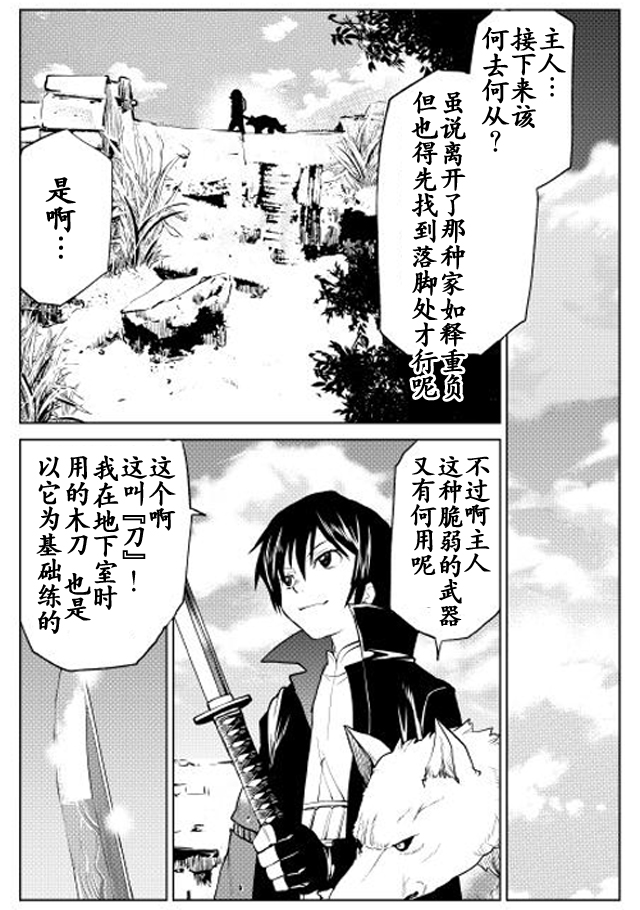 主人…
接下来该
何去何从？
虽说离开了那种家如释重负
但也得先找到落脚处才行呢
是啊…
不过啊主人
这种脆弱的武器
又有何用呢
这个啊
这叫『刀』！
我在地下室时
用的木刀 也是
以它为基础练的